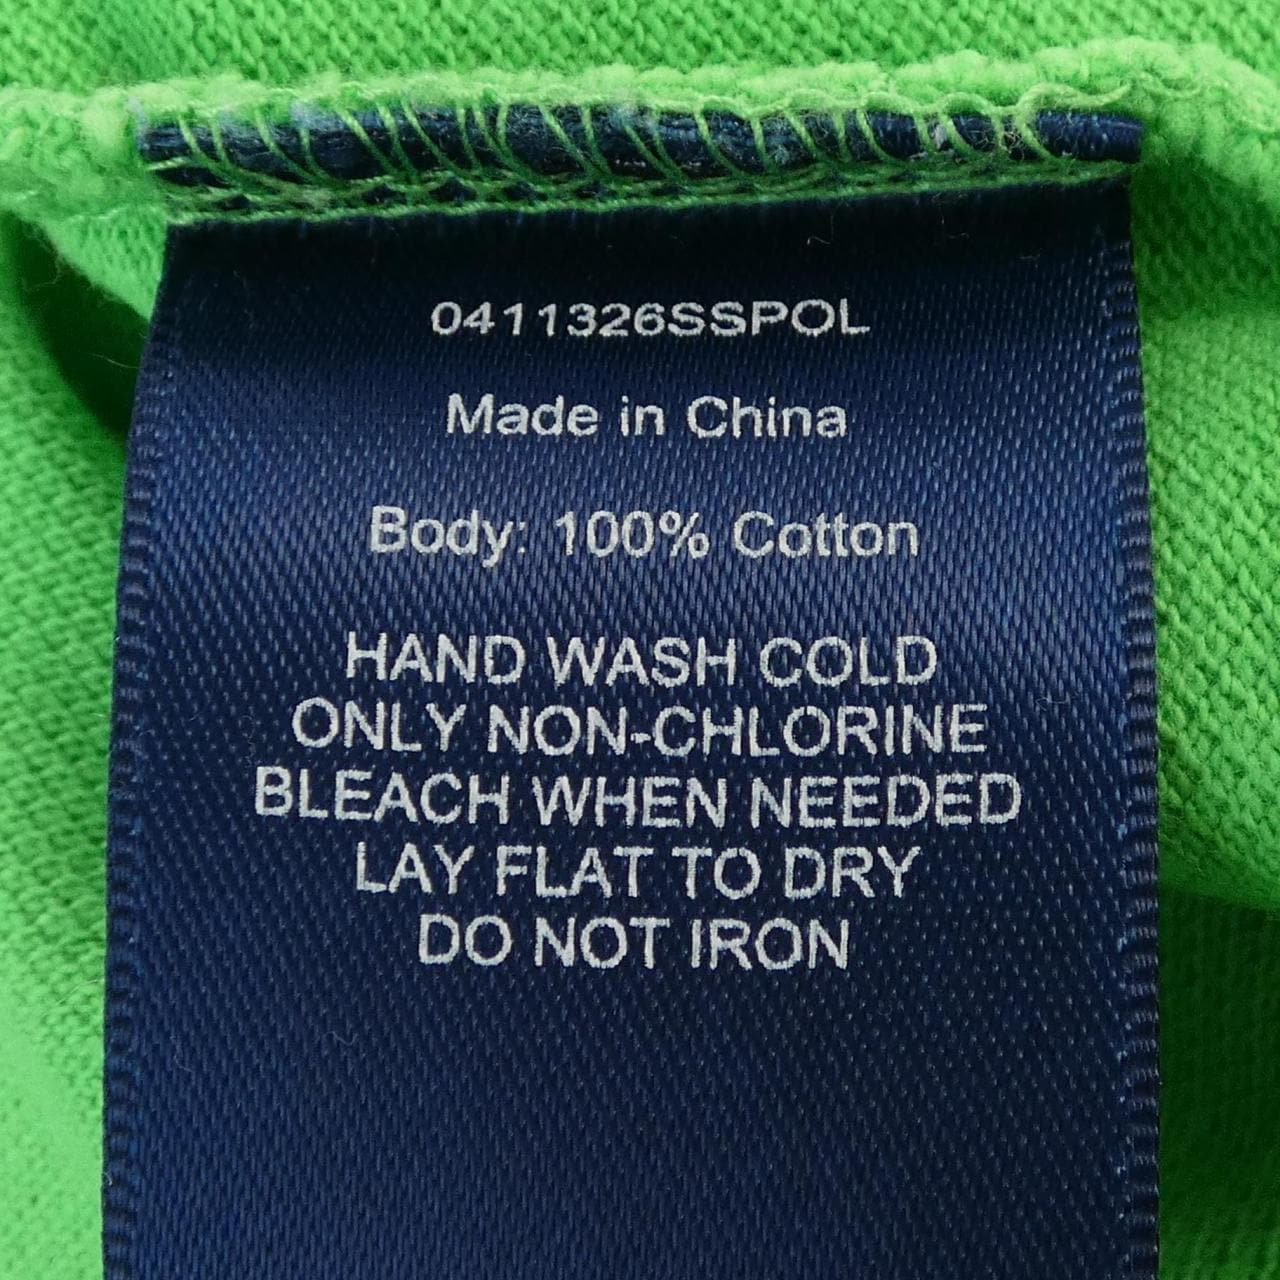 0411326SSPOL
Made in China
Body: 100% Cotton
HAND WASH COLD
ONLY NON-CHLORINE
BLEACH WHEN NEEDED
LAY FLAT TO DRY
DO NOT IRON